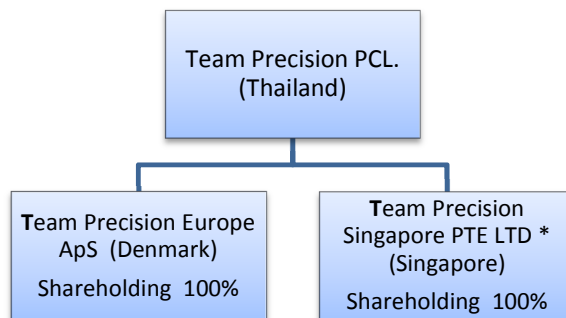 Team Precision PCL.
(Thailand)
Team Precision Europe
ApS (Denmark)
Shareholding 100%
Team Precision
Singapore PTE LTD *
(Singapore)
Shareholding 100%